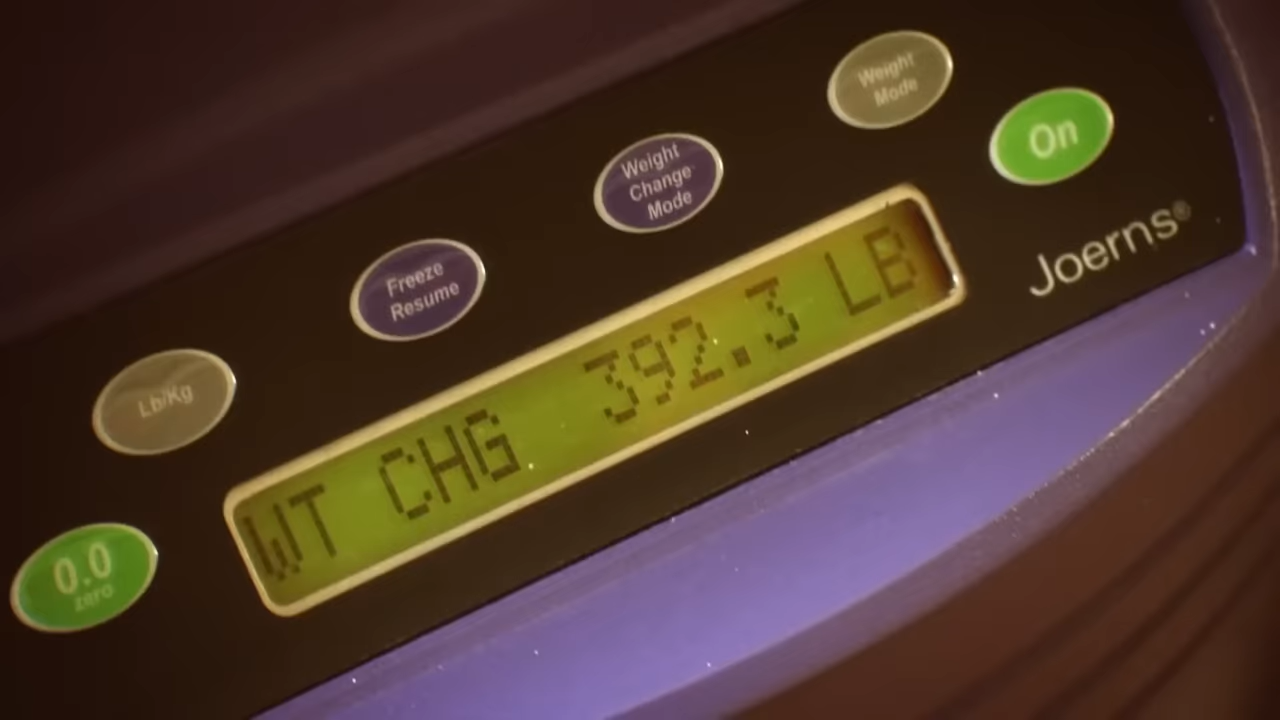 Weight
Mode
On
Weight
Change
Mode
Freeze
Resume
Lb/Kg
0.0
zero
WT CHG 392.3 LB
Joerns®